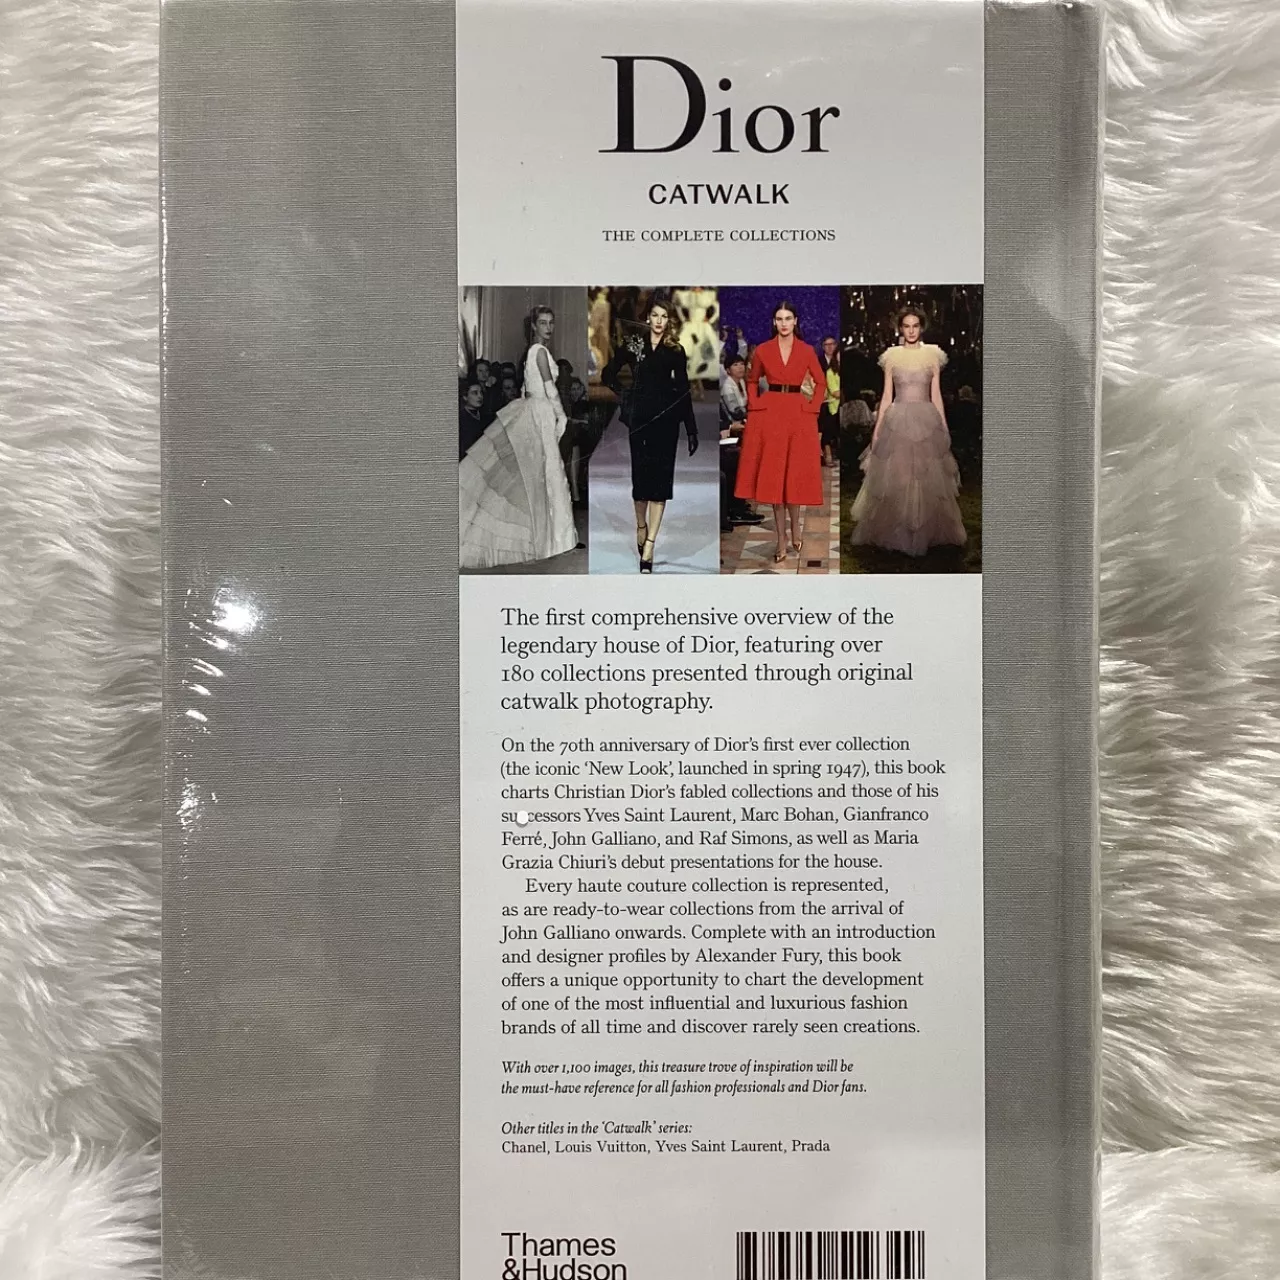 Dior
CATWALK
THE COMPLETE COLLECTIONS
The first comprehensive overview of the
legendary house of Dior, featuring over
180 collections presented through original
catwalk photography.
On the 70th anniversary of Dior's first ever collection
(the iconic ‘New Look’, launched in spring 1947), this book
charts Christian Dior's fabled collections and those of his
successors Yves Saint Laurent, Marc Bohan, Gianfranco
Ferré, John Galliano, and Raf Simons, as well as Maria
Grazia Chiuri's debut presentations for the house.
Every haute couture collection is represented,
as are ready-to-wear collections from the arrival of
John Galliano onwards. Complete with an introduction
and designer profiles by Alexander Fury, this book
offers a unique opportunity to chart the development
of one of the most influential and luxurious fashion
brands of all time and discover rarely seen creations.
With over 1,100 images, this treasure trove of inspiration will be
the must-have reference for all fashion professionals and Dior fans.
Other titles in the ‘Catwalk’ series:
Chanel, Louis Vuitton, Yves Saint Laurent, Prada
Thames
&Hudson